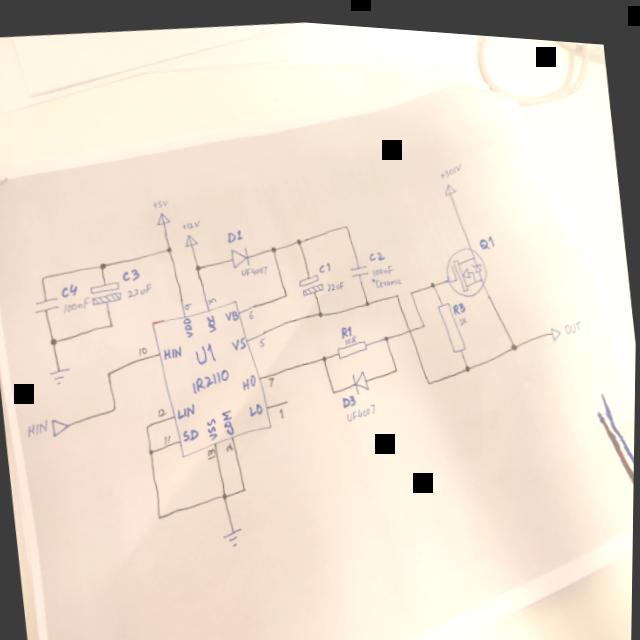 +5V
+12V
+300V
D2
UF4007
C4
100nF
C3
22uF
C1
22uF
C2
100nF
*Ceramic
Q1
9
3
VDD
VCC
VB
6
VS
5
HIN
10
U1
IR2110
HO
7
LO
1
LIN
12
SD
11
VSS
COM
13
2
R1
D3
UF4007
R3
1K
OUT
HIN